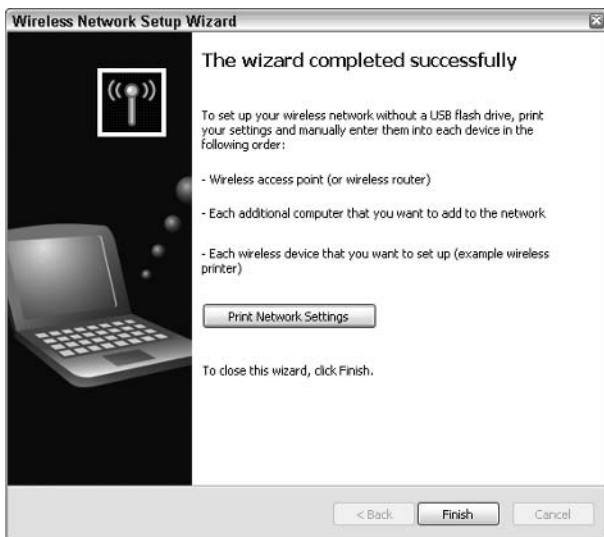 Wireless Network Setup Wizard
The wizard completed successfully
To set up your wireless network without a USB flash drive, print
your settings and manually enter them into each device in the
following order:
- Wireless access point (or wireless router)
- Each additional computer that you want to add to the network
- Each wireless device that you want to set up (example wireless
printer)
Print Network Settings
To close this wizard, click Finish.
< Back Finish Cancel